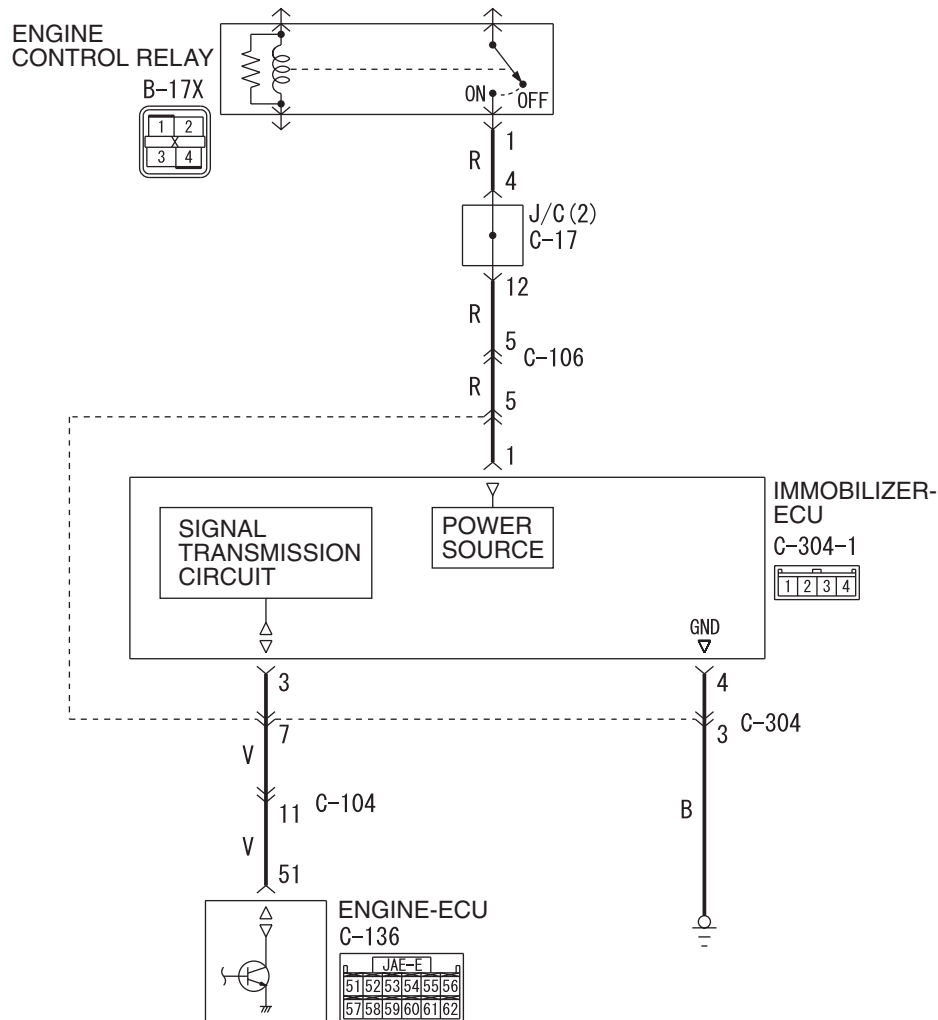 ENGINE
CONTROL RELAY
B-17X
1 2
X
3 4
ON
OFF
1
R
4
J/C(2)
C-17
12
R
5
C-106
R
5
1
IMMOBILIZER-
ECU
C-304-1
1 2 3 4
SIGNAL
TRANSMISSION
CIRCUIT
POWER
SOURCE
GND
3
4
7
3
C-304
V
11
C-104
B
V
51
ENGINE-ECU
C-136
JAE-E
51 52 53 54 55 56
57 58 59 60 61 62